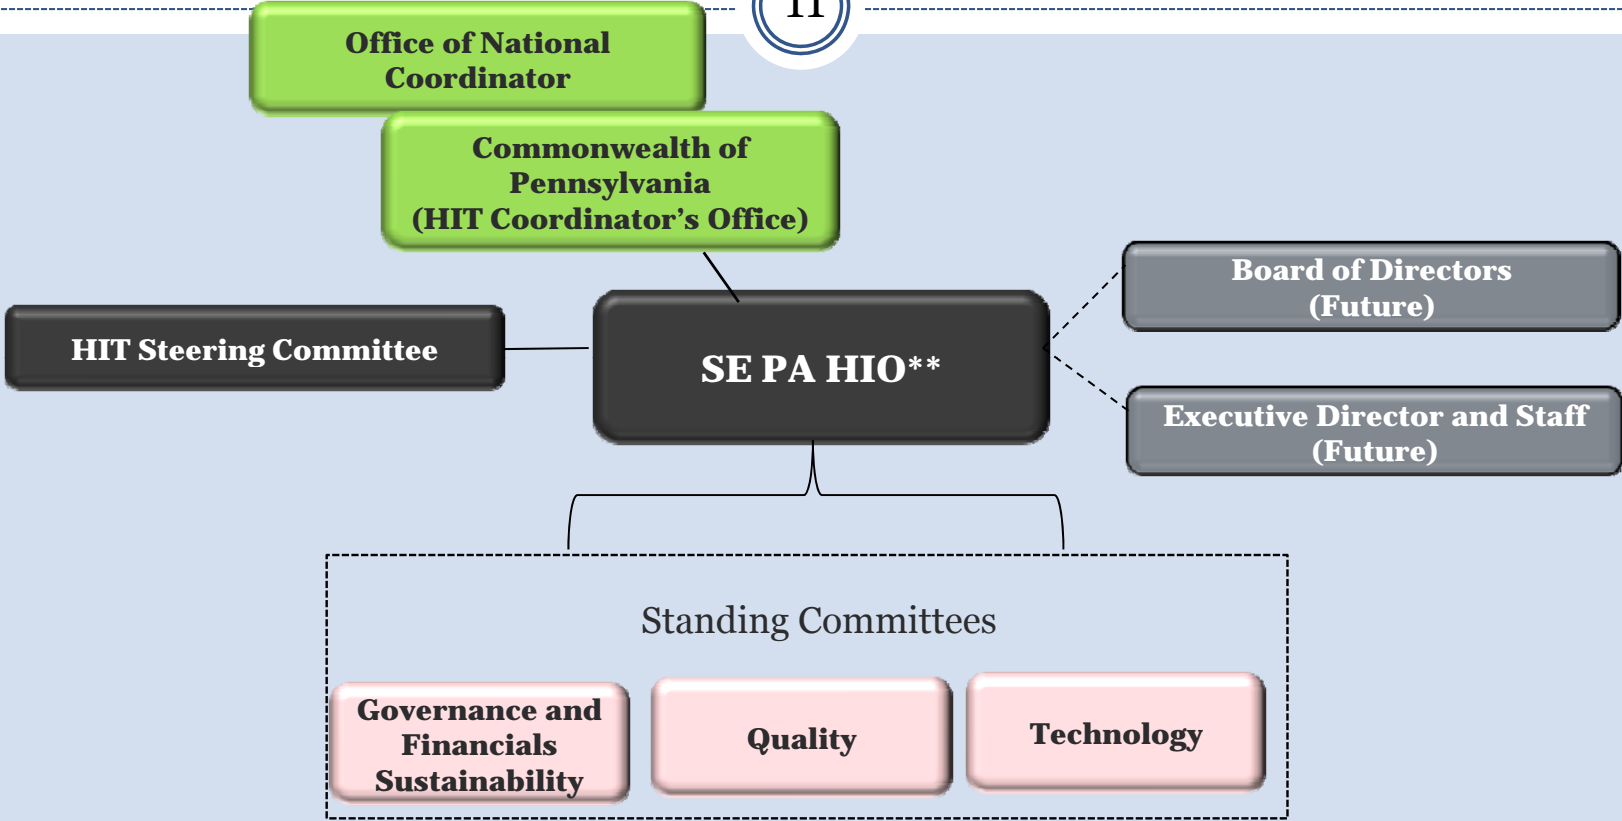 11
Office of National
Coordinator
Commonwealth of
Pennsylvania
(HIT Coordinator’s Office)
Board of Directors
(Future)
HIT Steering Committee
SE PA HIO**
Executive Director and Staff
(Future)
Standing Committees
Governance and
Financials
Sustainability
Quality
Technology